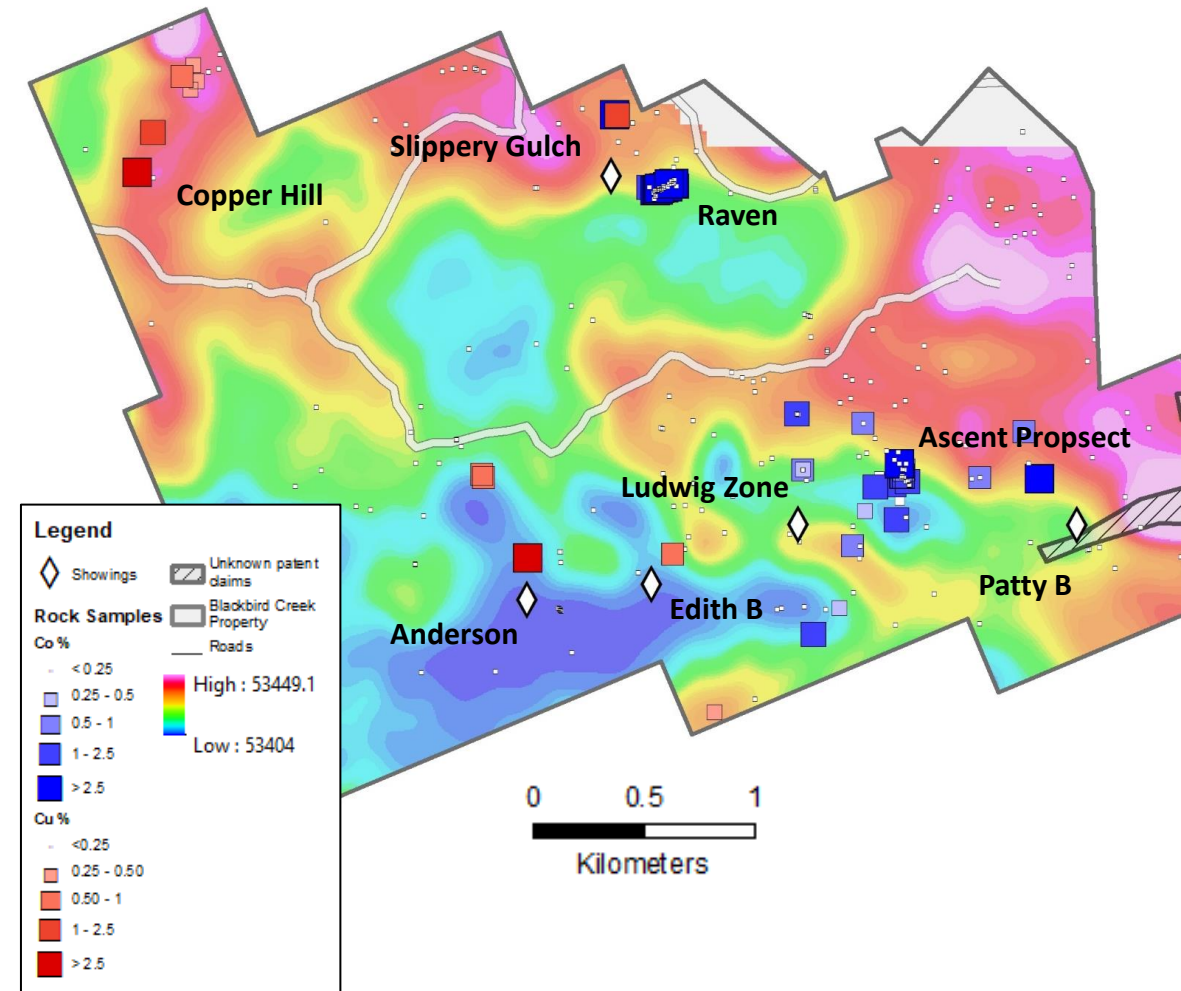 Slippery Gulch
Copper Hill
Raven
Ascent Propsect
Ludwig Zone
Patty B
Edith B
Anderson
Legend
Showings
Unknown patent
claims
Rock Samples
Blackbird Creek
Property
Co %
Roads
< 0.25
0.25 - 0.5
0.5 - 1
1 - 2.5
> 2.5
High : 53449.1
Low : 53404
Cu %
<0.25
0.25 - 0.50
0.50 - 1
1 - 2.5
> 2.5
0 0.5 1
Kilometers